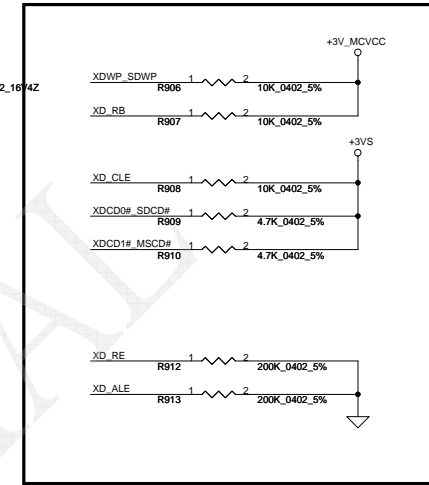 +3V_MCVCC
2_16V4Z
XDWP_SDWP 1 2
R906 10K_0402_5%
XD_RB 1 2
R907 10K_0402_5%
+3VS
XD_CLE 1 2
R908 10K_0402_5%
XDCD0#_SDCD# 1 2
R909 4.7K_0402_5%
XDCD1#_MSCD# 1 2
R910 4.7K_0402_5%
XD_RE 1 2
R912 200K_0402_5%
XD_ALE 1 2
R913 200K_0402_5%